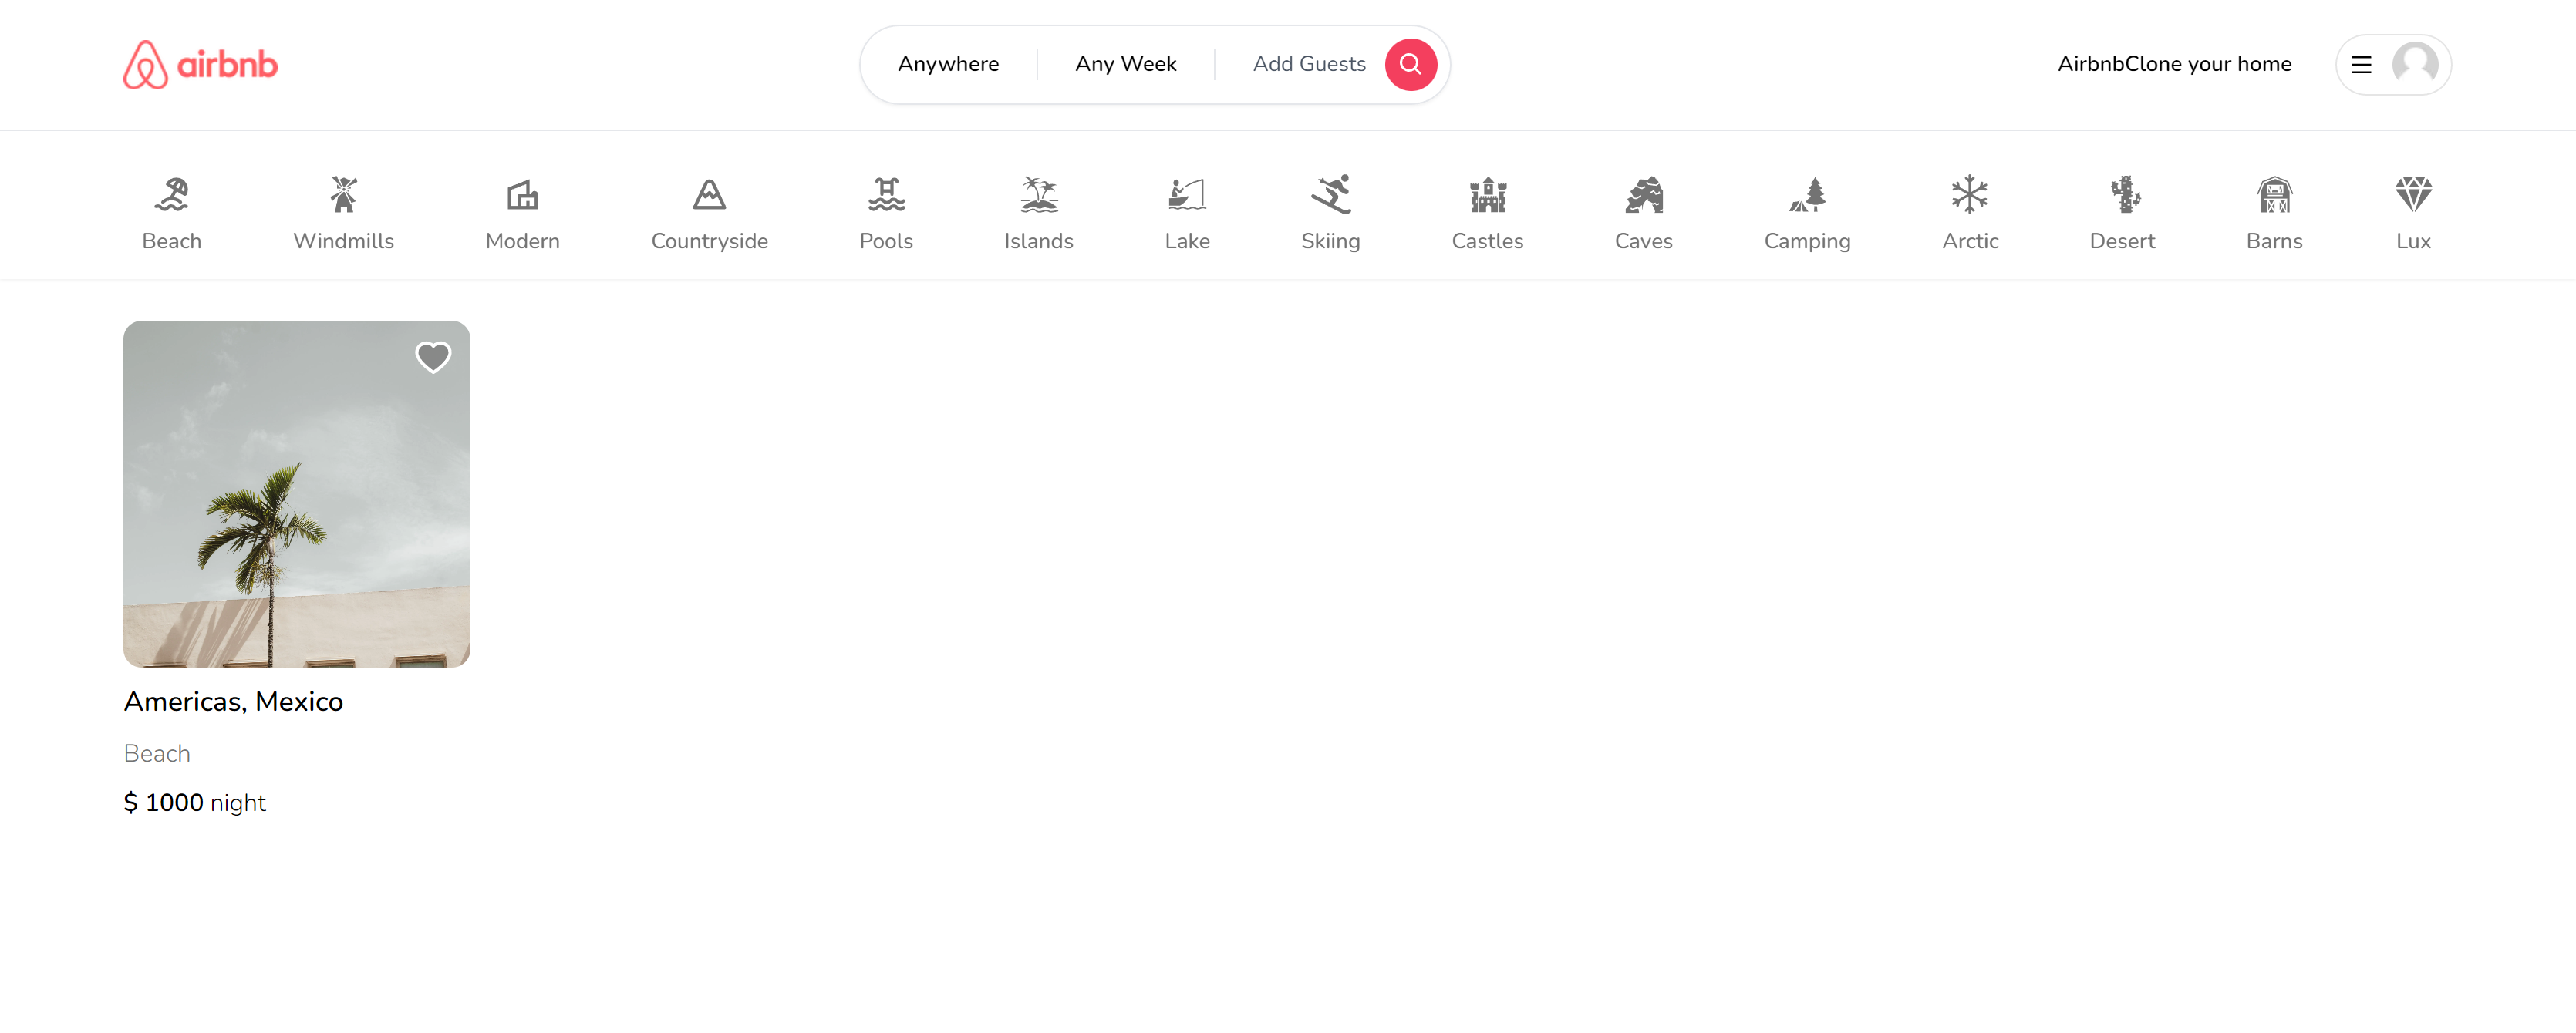 airbnb
Anywhere
Any Week
Add Guests
AirbnbClone your home
Beach
Windmills
Modern
Countryside
Pools
Islands
Lake
Skiing
Castles
Caves
Camping
Arctic
Desert
Barns
Lux
Americas, Mexico
Beach
$ 1000 night